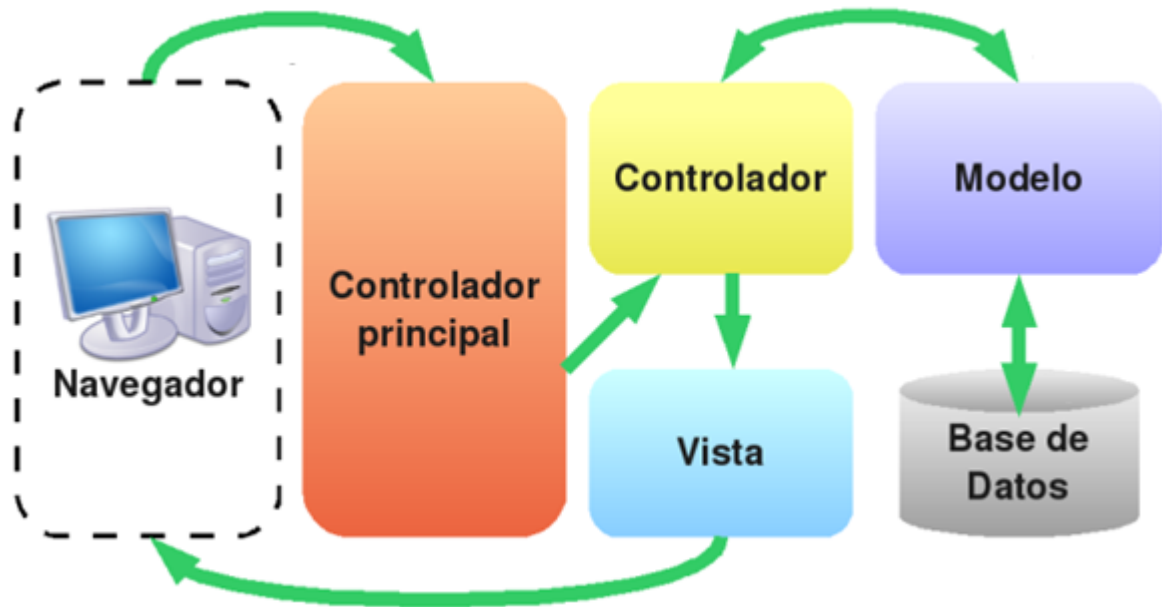 Navegador
Controlador
principal
Controlador
Modelo
Vista
Base de
Datos